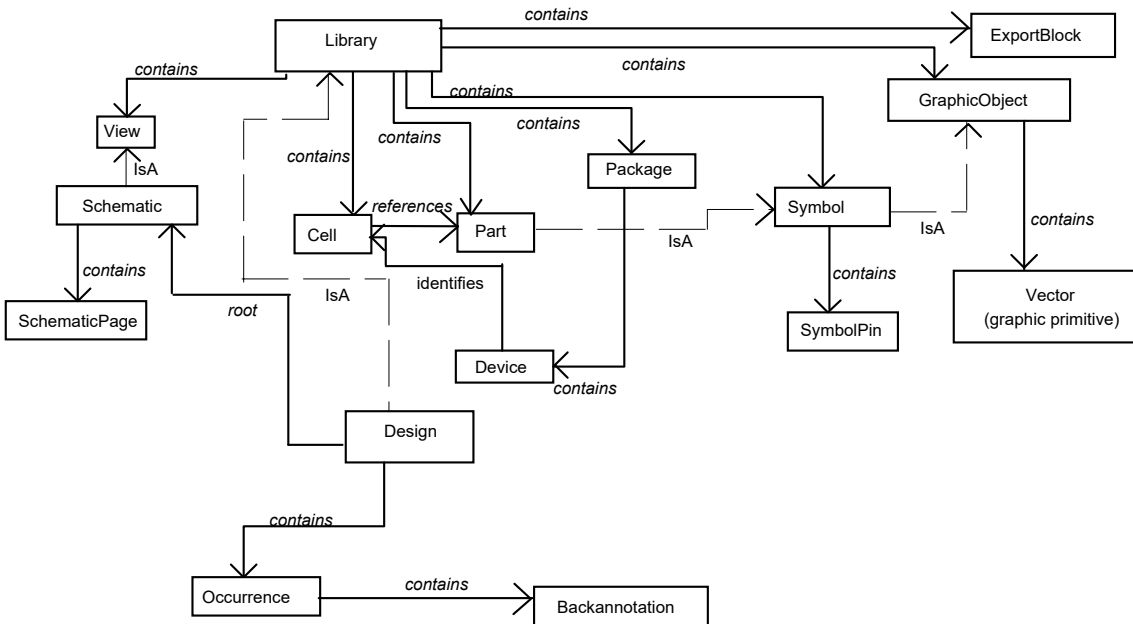 contains
Library
ExportBlock
contains
contains
contains
GraphicObject
View
contains
contains
contains
IsA
Package
Schematic
references
Symbol
Cell
Part
IsA
IsA
contains
contains
contains
identifies
IsA
root
SchematicPage
Vector
(graphic primitive)
SymbolPin
Device
contains
Design
contains
Occurrence
contains
Backannotation